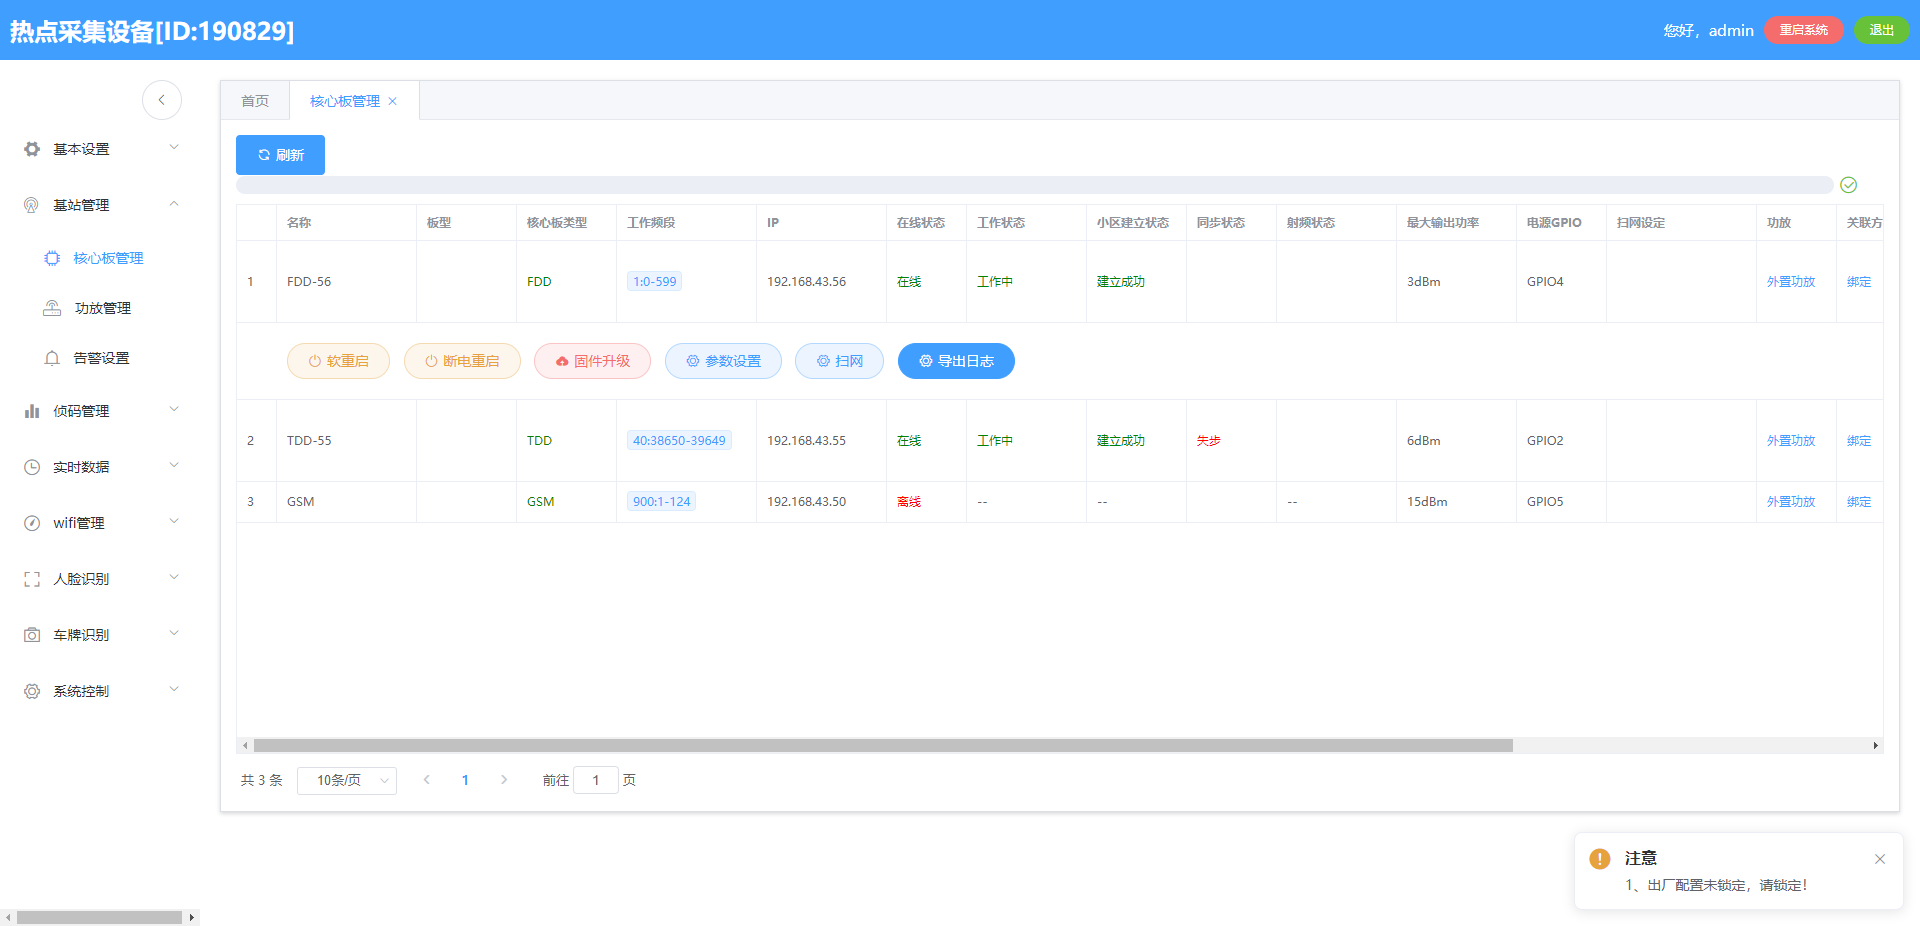 热点采集设备[ID:190829]
您好，admin
重启系统
退出
首页
核心板管理
基本设置
基站管理
核心板管理
功放管理
告警设置
侦码管理
实时数据
wifi管理
人脸识别
车牌识别
系统控制
刷新
名称 板型 核心板类型 工作频段 IP 在线状态 工作状态 小区建立状态 同步状态 射频状态 最大输出功率 电源GPIO 扫网设定 功放 关联方
1 FDD-56 FDD 1:0-599 192.168.43.56 在线 工作中 建立成功 3dBm GPIO4 外置功放 绑定
软重启 断电重启 固件升级 参数设置 扫网 导出日志
2 TDD-55 TDD 40:38650-39649 192.168.43.55 在线 工作中 建立成功 失步 6dBm GPIO2 外置功放 绑定
3 GSM GSM 900:1-124 192.168.43.50 离线 -- -- -- 15dBm GPIO5 外置功放 绑定
共 3 条 10条/页 1 前往 1 页
注意
1、出厂配置未锁定，请锁定！